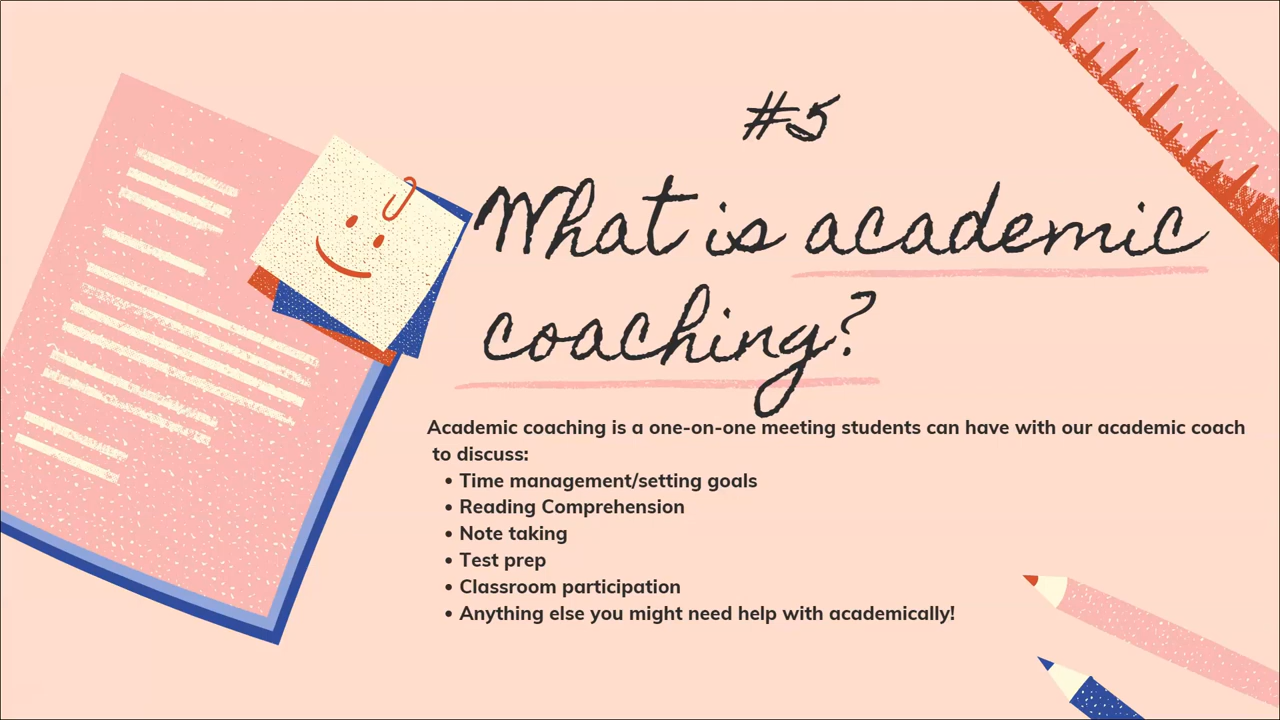 #5
What is academic
coaching?
Academic coaching is a one-on-one meeting students can have with our academic coach
to discuss:
• Time management/setting goals
• Reading Comprehension
• Note taking
• Test prep
• Classroom participation
• Anything else you might need help with academically!